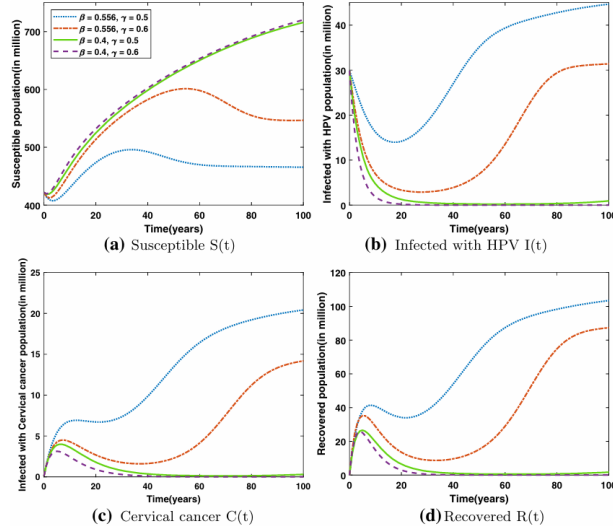 β = 0.556, γ = 0.5
β = 0.556, γ = 0.6
β = 0.4, γ = 0.5
β = 0.4, γ = 0.6
Susceptible population(in million)
700
600
500
400
0 20 40 60 80 100
Time(years)
(a) Susceptible S(t)
Infected with HPV population(in million)
40
30
20
10
0
0 20 40 60 80 100
Time(years)
(b) Infected with HPV I(t)
Infected with Cervical cancer population(in million)
25
20
15
10
5
0
0 20 40 60 80 100
Time(years)
(c) Cervical cancer C(t)
Recovered population(in million)
120
100
80
60
40
20
0
0 20 40 60 80 100
Time(years)
(d) Recovered R(t)